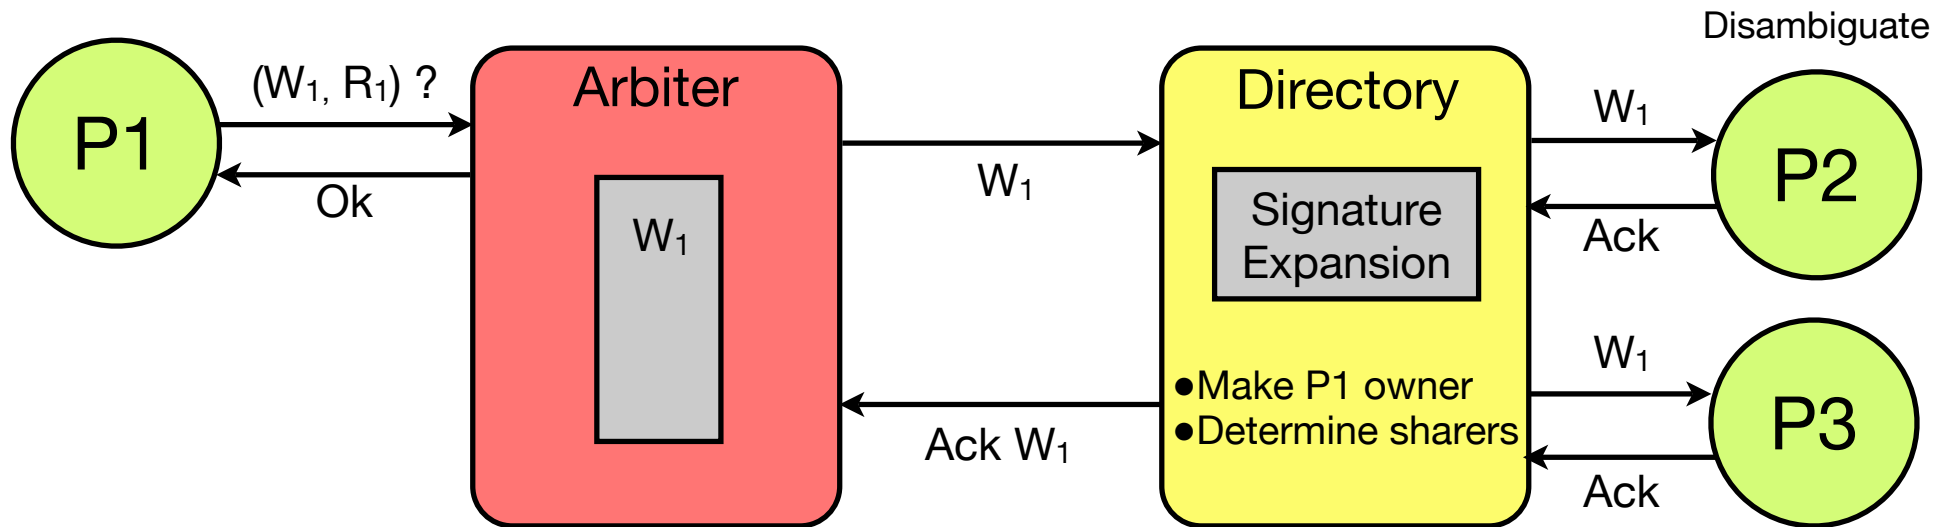 Disambiguate
(W₁, R₁) ?
P1
Ok
Arbiter
W₁
W₁
Ack W₁
Directory
Signature
Expansion
●Make P1 owner
●Determine sharers
W₁
P2
Ack
W₁
P3
Ack